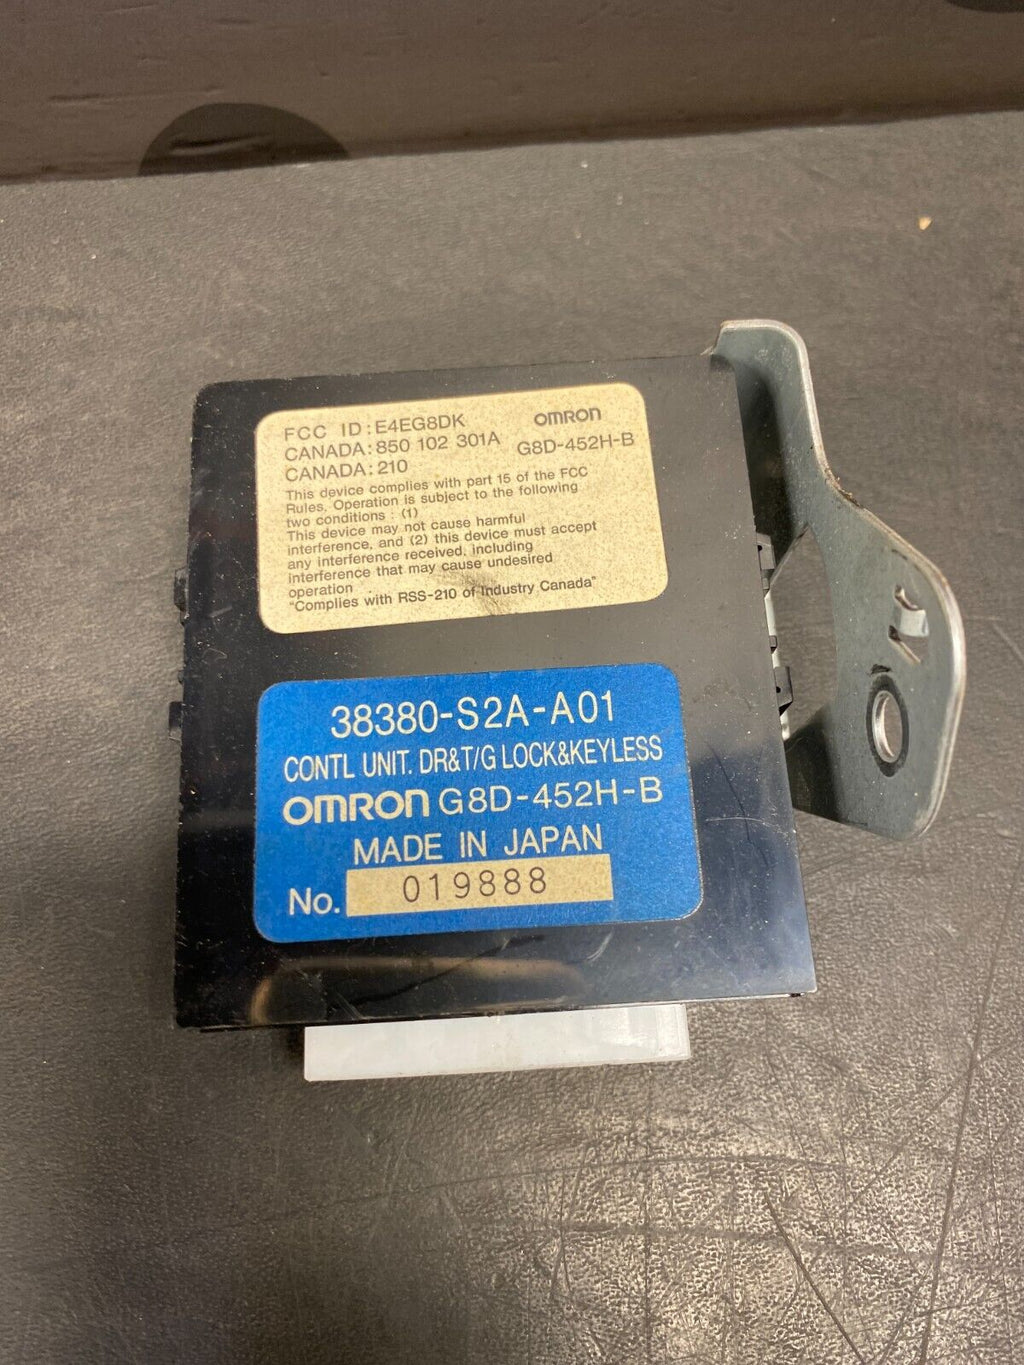 FCC ID : E4EG8DK OMRON
CANADA : 850 102 301A G8D-452H-B
CANADA : 210
This device complies with part 15 of the FCC
Rules. Operation is subject to the following
two conditions : (1)
This device may not cause harmful
interference, and (2) this device must accept
any interference received, including
interference that may cause undesired
operation .
"Complies with RSS-210 of Industry Canada"
38380-S2A-A01
CONTL UNIT. DR&T/G LOCK&KEYLESS
OMRON G8D-452H-B
MADE IN JAPAN
No. 019888